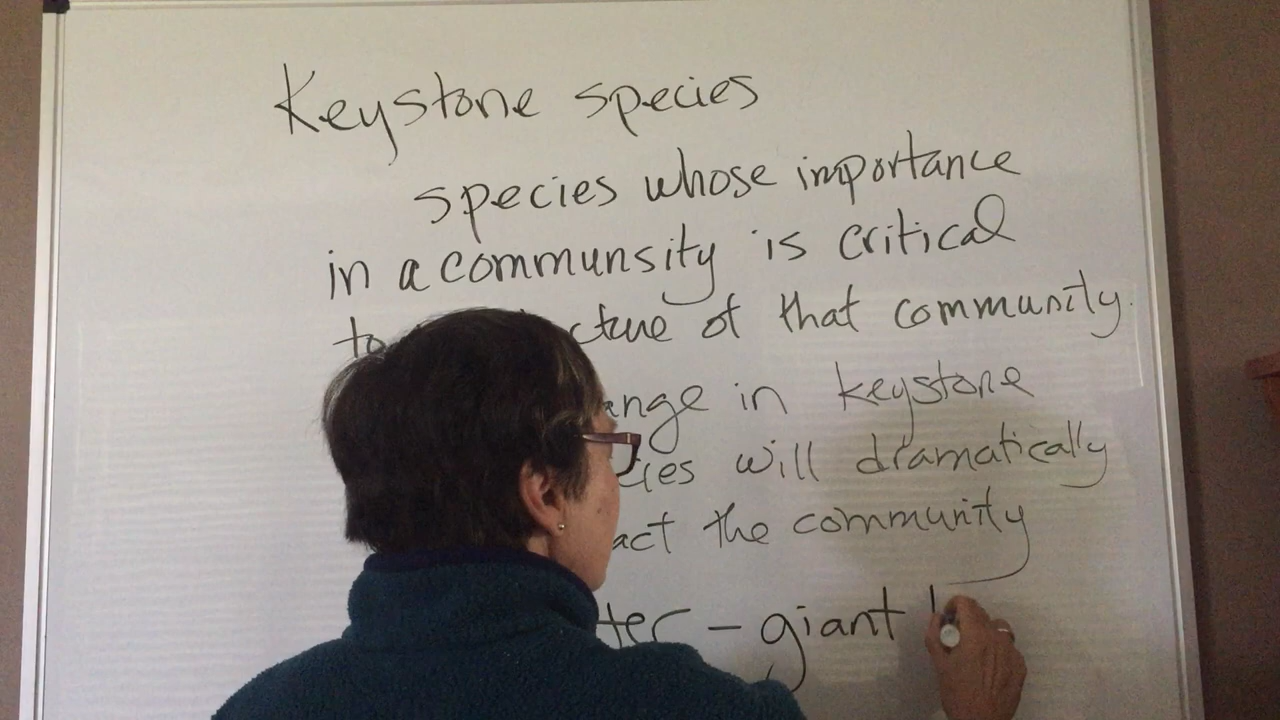 Keystone species
species whose importance
in a communsity is critical
to cture of that community.
ange in keystone
cies will dramatically
act the community
ter - giant